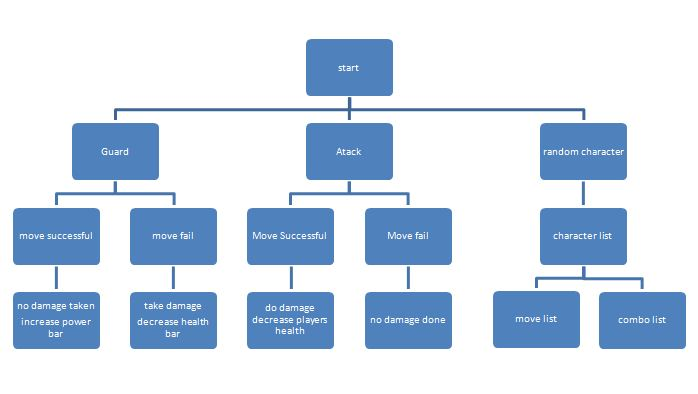 start
Guard
Atack
random character
move successful
move fail
Move Successful
Move fail
character list
no damage taken
increase power
bar
take damage
decrease health
bar
do damage
decrease players
health
no damage done
move list
combo list